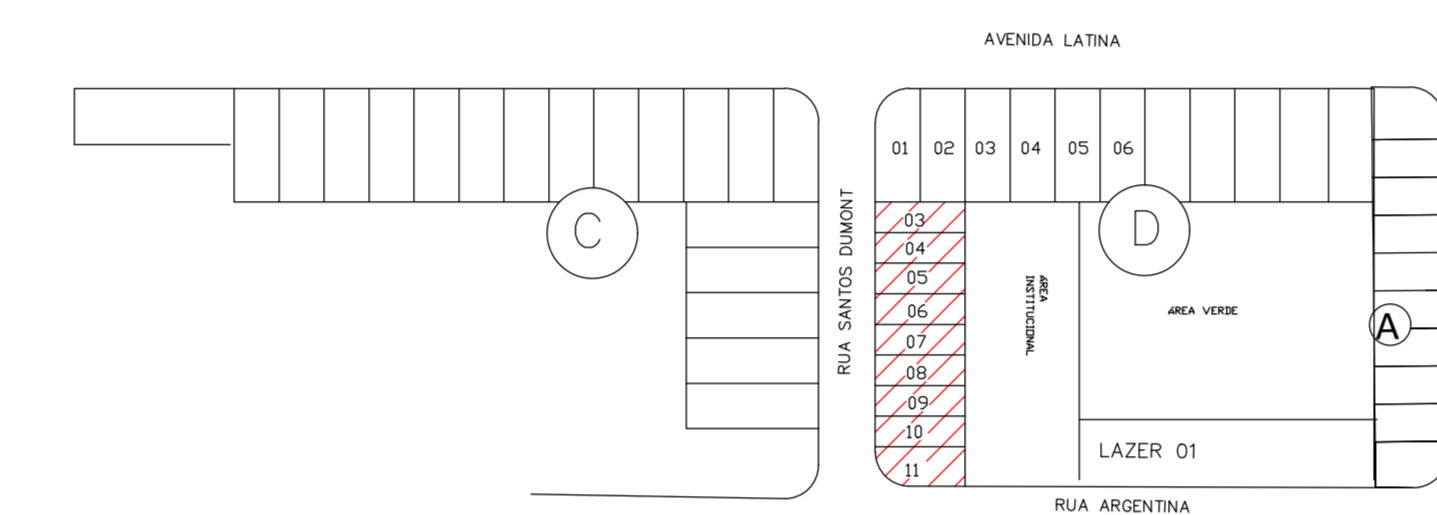 AVENIDA LATINA
01 02 03 04 05 06
RUA SANTOS DUMONT
C
D
03
04
05
06
07
08
09
10
11
ÁREA
INSTITUCIONAL
ÁREA VERDE
A
LAZER 01
RUA ARGENTINA